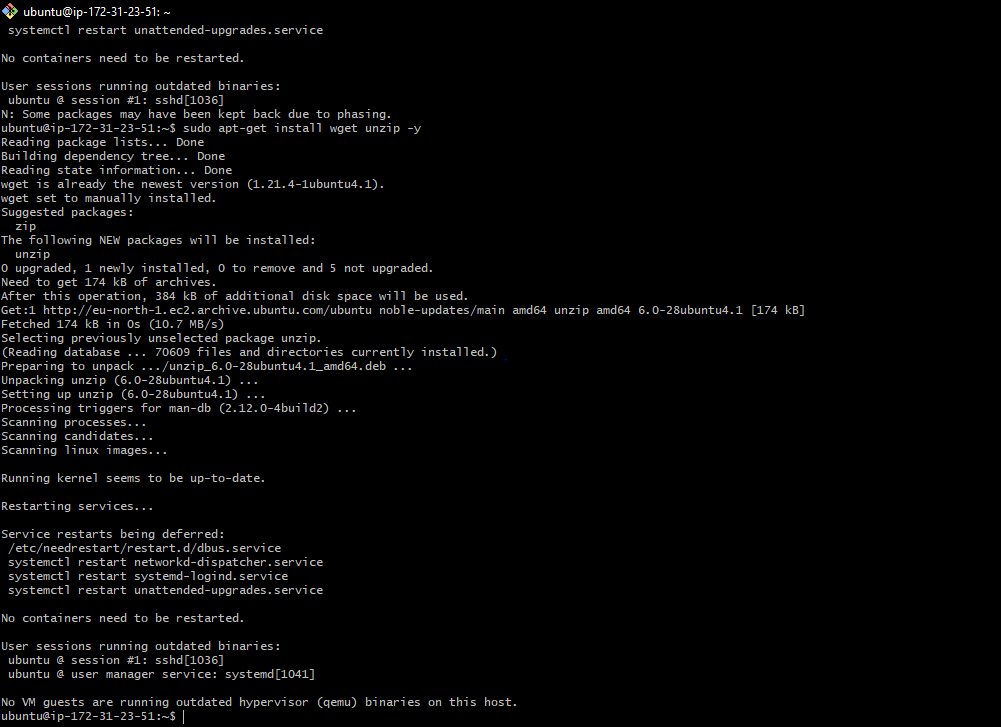 ubuntu@ip-172-31-23-51: ~
systemctl restart unattended-upgrades.service
No containers need to be restarted.
User sessions running outdated binaries:
ubuntu @ session #1: sshd[1036]
N: Some packages may have been kept back due to phasing.
ubuntu@ip-172-31-23-51:~$ sudo apt-get install wget unzip -y
Reading package lists... Done
Building dependency tree... Done
Reading state information... Done
wget is already the newest version (1.21.4-1ubuntu4.1).
wget set to manually installed.
Suggested packages:
zip
The following NEW packages will be installed:
unzip
0 upgraded, 1 newly installed, 0 to remove and 5 not upgraded.
Need to get 174 kB of archives.
After this operation, 384 kB of additional disk space will be used.
Get:1 http://eu-north-1.ec2.archive.ubuntu.com/ubuntu noble-updates/main amd64 unzip amd64 6.0-28ubuntu4.1 [174 kB]
Fetched 174 kB in 0s (10.7 MB/s)
Selecting previously unselected package unzip.
(Reading database ... 70609 files and directories currently installed.)
Preparing to unpack .../unzip_6.0-28ubuntu4.1_amd64.deb ...
Unpacking unzip (6.0-28ubuntu4.1) ...
Setting up unzip (6.0-28ubuntu4.1) ...
Processing triggers for man-db (2.12.0-4build2) ...
Scanning processes...
Scanning candidates...
Scanning linux images...
Running kernel seems to be up-to-date.
Restarting services...
Service restarts being deferred:
/etc/needrestart/restart.d/dbus.service
systemctl restart networkd-dispatcher.service
systemctl restart systemd-logind.service
systemctl restart unattended-upgrades.service
No containers need to be restarted.
User sessions running outdated binaries:
ubuntu @ session #1: sshd[1036]
ubuntu @ user manager service: systemd[1041]
No VM guests are running outdated hypervisor (qemu) binaries on this host.
ubuntu@ip-172-31-23-51:~$